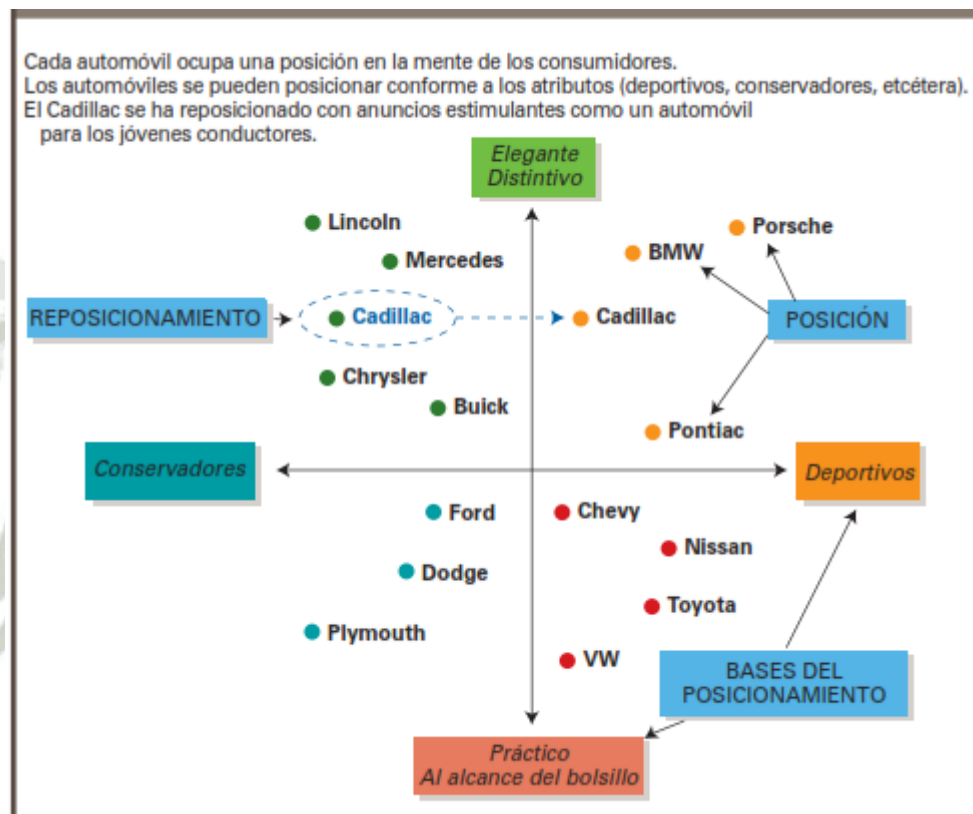 Cada automóvil ocupa una posición en la mente de los consumidores.
Los automóviles se pueden posicionar conforme a los atributos (deportivos, conservadores, etcétera).
El Cadillac se ha reposicionado con anuncios estimulantes como un automóvil
para los jóvenes conductores.
Elegante
Distintivo
Lincoln
Porsche
BMW
Mercedes
REPOSICIONAMIENTO
Cadillac
Cadillac
POSICIÓN
Chrysler
Buick
Pontiac
Conservadores
Deportivos
Ford
Chevy
Nissan
Dodge
Toyota
Plymouth
VW
BASES DEL
POSICIONAMIENTO
Práctico
Al alcance del bolsillo